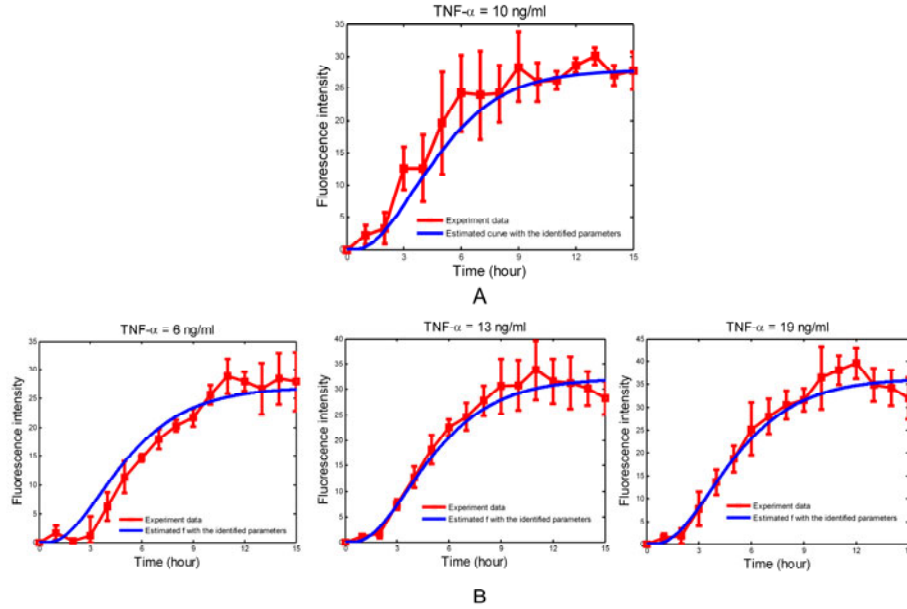 TNF-α = 10 ng/ml
35
30
25
20
15
10
5
0
Fluorescence intensity
Experiment data
Estimated curve with the identified parameters
0 3 6 9 12 15
Time (hour)
A
TNF-α = 6 ng/ml
35
30
25
20
15
10
5
0
Fluorescence intensity
Experiment data
Estimated f with the identified parameters
0 3 6 9 12 15
Time (hour)
TNF-α = 13 ng/ml
40
35
30
25
20
15
10
5
0
Fluorescence intensity
Experiment data
Estimated f with the identified parameters
0 3 6 9 12 15
Time (hour)
TNF-α = 19 ng/ml
45
40
35
30
25
20
15
10
5
0
Fluorescence intensity
Experiment data
Estimated f with the identified parameters
0 3 6 9 12 15
Time (hour)
B